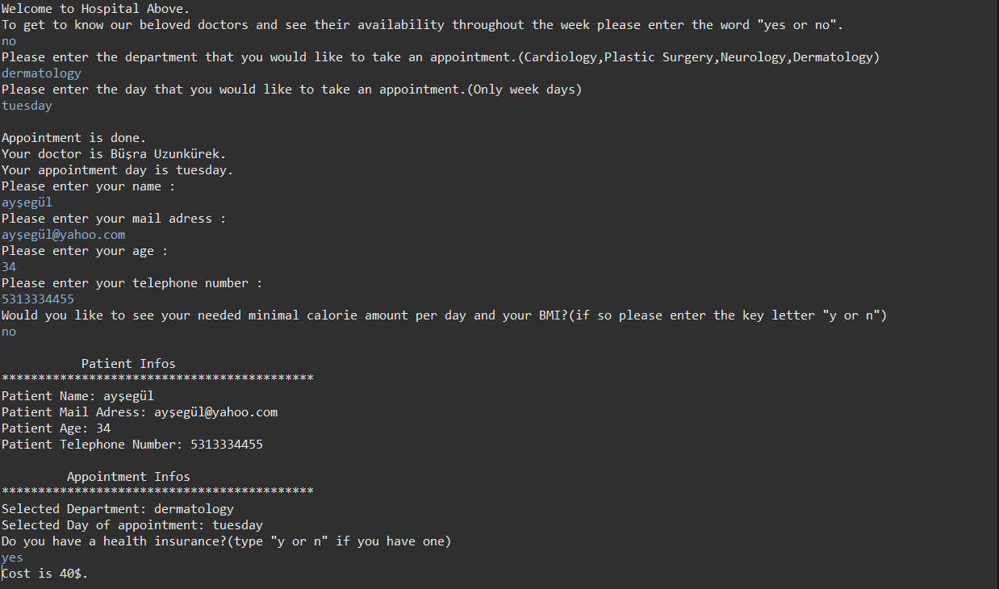 Welcome to Hospital Above.
To get to know our beloved doctors and see their availability throughout the week please enter the word "yes or no".
no
Please enter the department that you would like to take an appointment.(Cardiology,Plastic Surgery,Neurology,Dermatology)
dermatology
Please enter the day that you would like to take an appointment.(Only week days)
tuesday
Appointment is done.
Your doctor is Büşra Uzunkürek.
Your appointment day is tuesday.
Please enter your name :
ayşegül
Please enter your mail adress :
ayşegül@yahoo.com
Please enter your age :
34
Please enter your telephone number :
5313334455
Would you like to see your needed minimal calorie amount per day and your BMI?(if so please enter the key letter "y or n")
no
Patient Infos
*******************************************
Patient Name: ayşegül
Patient Mail Adress: ayşegül@yahoo.com
Patient Age: 34
Patient Telephone Number: 5313334455
Appointment Infos
*******************************************
Selected Department: dermatology
Selected Day of appointment: tuesday
Do you have a health insurance?(type "y or n" if you have one)
yes
Cost is 40$.